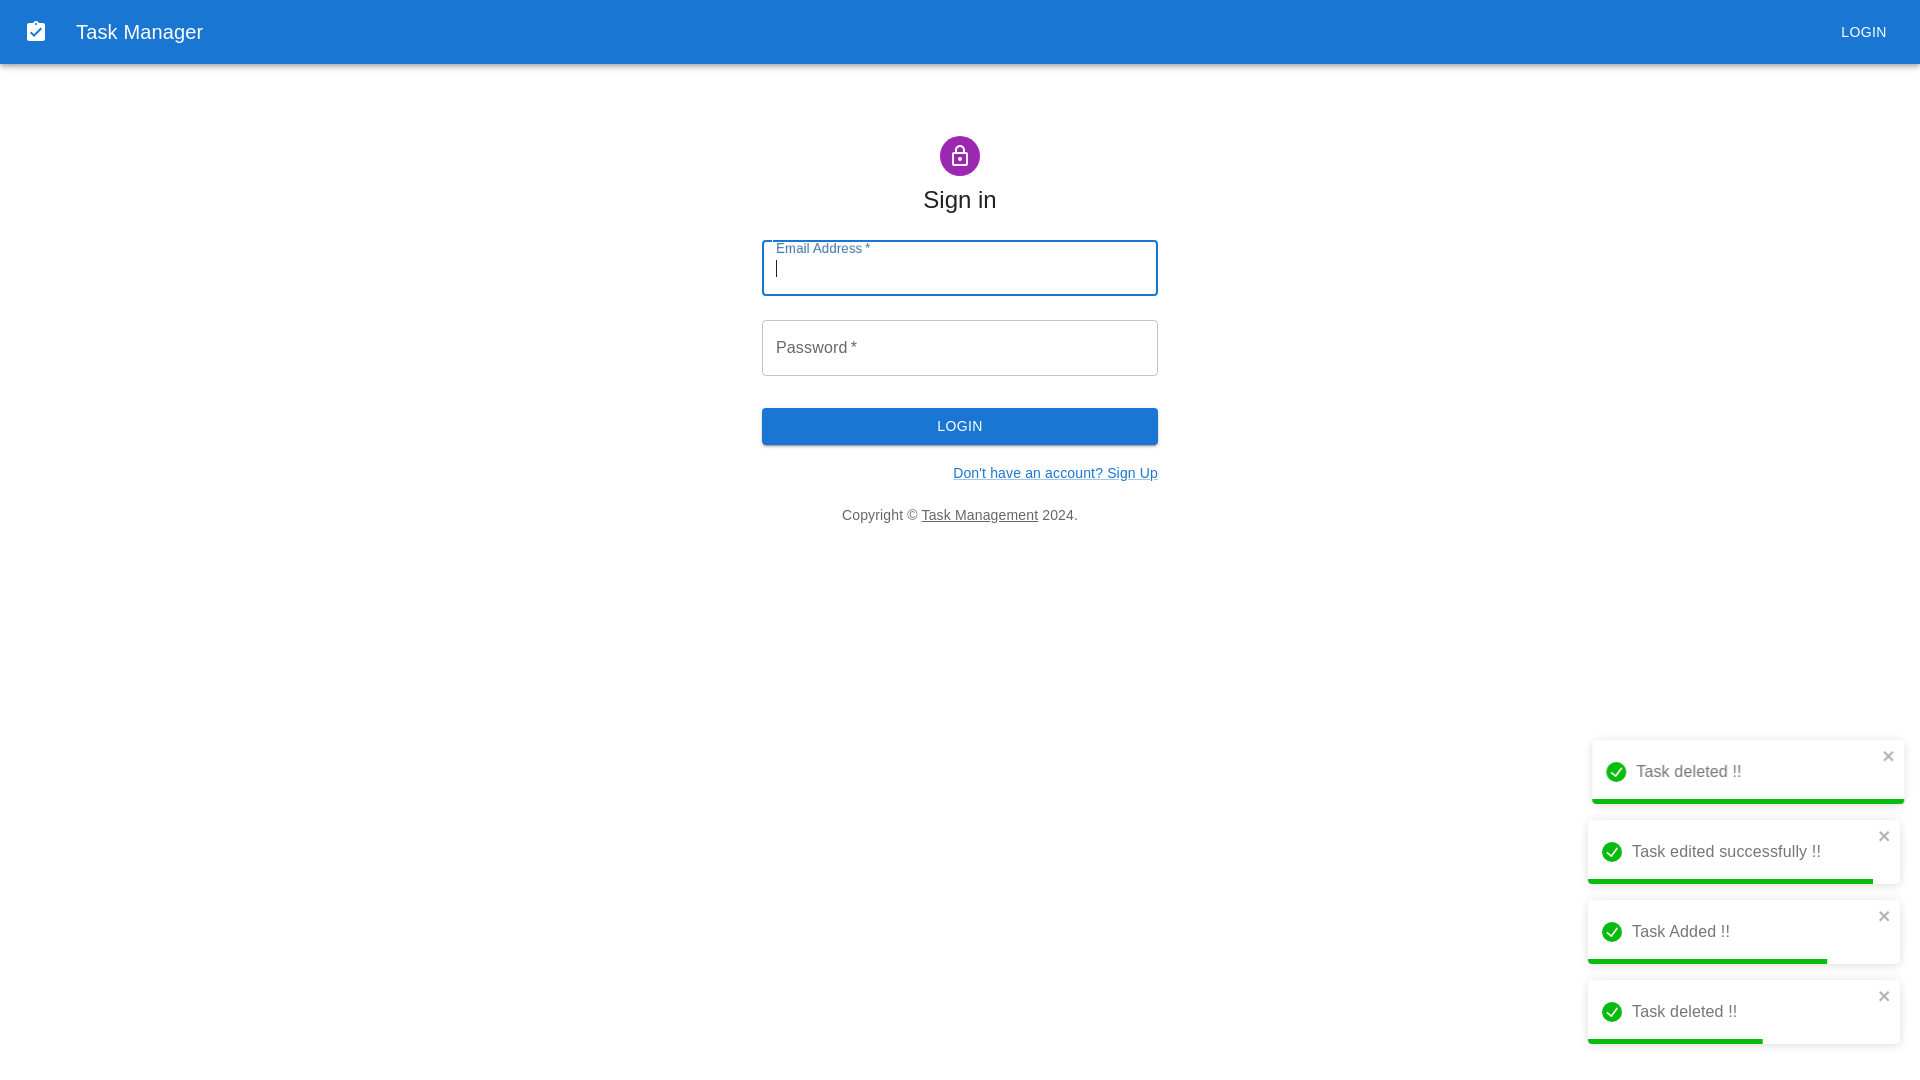 Task Manager
LOGIN
Sign in
Email Address *
Password *
LOGIN
Don't have an account? Sign Up
Copyright © Task Management 2024.
Task deleted !!
Task edited successfully !!
Task Added !!
Task deleted !!